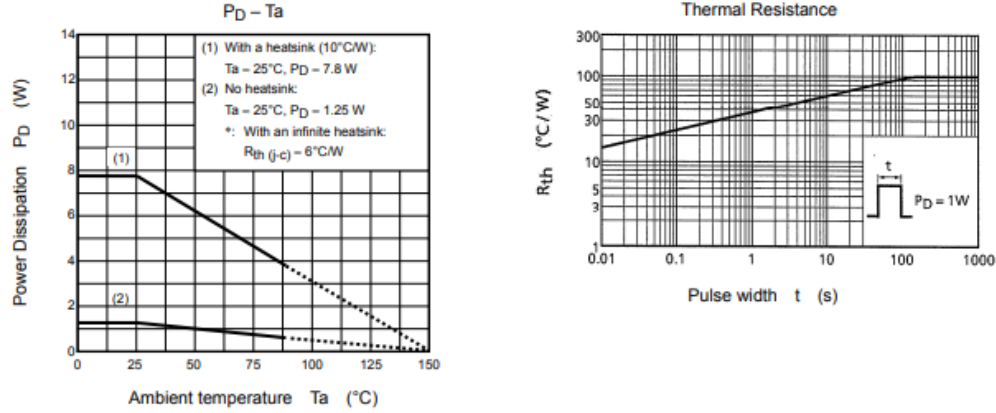 PD – Ta
14
12
10
8
6
4
2
0
Power Dissipation PD (W)
(1) With a heatsink (10°C/W):
Ta – 25°C, PD – 7.8 W
(2) No heatsink:
Ta – 25°C, PD – 1.25 W
*: With an infinite heatsink:
Rth (j-c) – 6°C/W
(1)
(2)
0 25 50 75 100 125 150
Ambient temperature Ta (°C)
Thermal Resistance
300
100
50
30
10
5
3
1
Rth (°C / W)
t
PD = 1W
0.01 0.1 1 10 100 1000
Pulse width t (s)